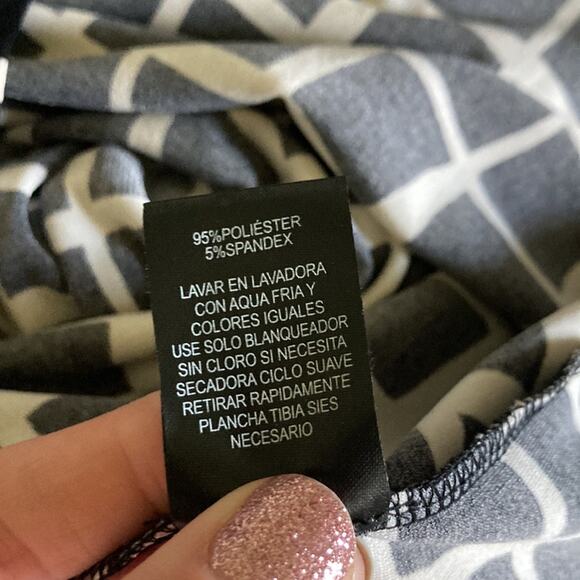 95%POLIÉSTER
5%SPANDEX
LAVAR EN LAVADORA
CON AQUA FRIA Y
COLORES IGUALES
USE SOLO BLANQUEADOR
SIN CLORO SI NECESITA
SECADORA CICLO SUAVE
RETIRAR RAPIDAMENTE
PLANCHA TIBIA SIES
NECESARIO